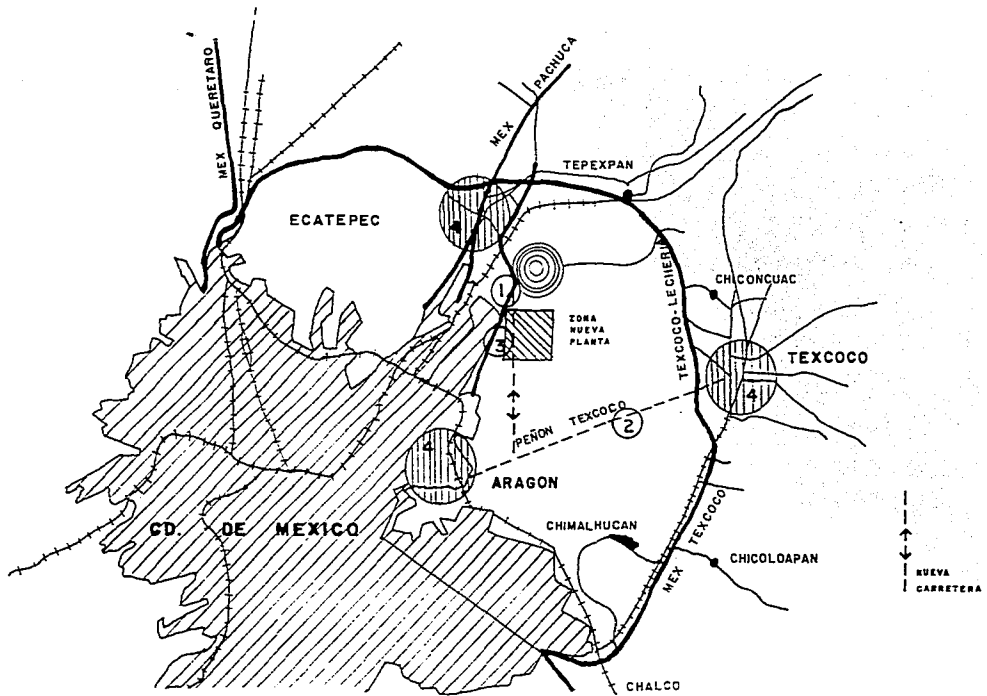 MEX QUERETARO
MEX PACHUCA
TEPEXPAN
ECATEPEC
4
1
ZONA
NUEVA
PLANTA
3
TEXCOCO-LECHERIA
CHICONCUAC
TEXCOCO
4
PEÑON TEXCOCO
2
4
ARAGON
CD. DE MEXICO
CHIMALHUCAN
MEX TEXCOCO
CHICOLOAPAN
NUEVA
CARRETERA
CHALCO